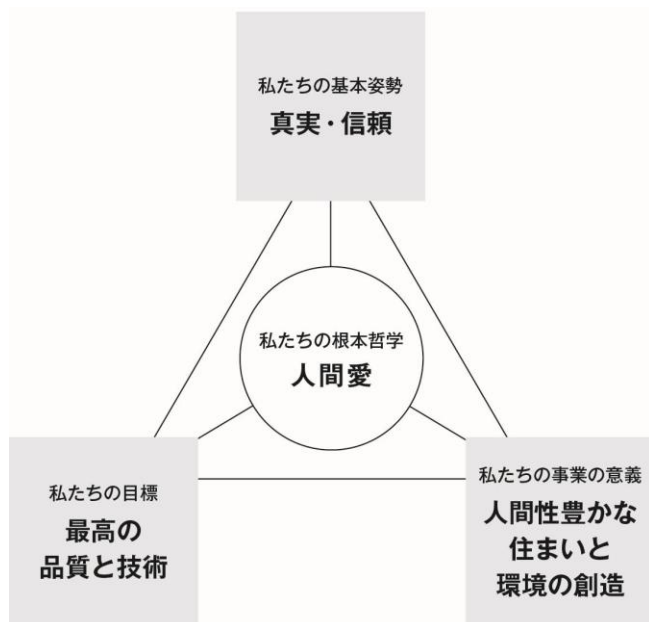 私たちの基本姿勢
真実・信頼
私たちの根本哲学
人間愛
私たちの目標
最高の
品質と技術
私たちの事業の意義
人間性豊かな
住まいと
環境の創造